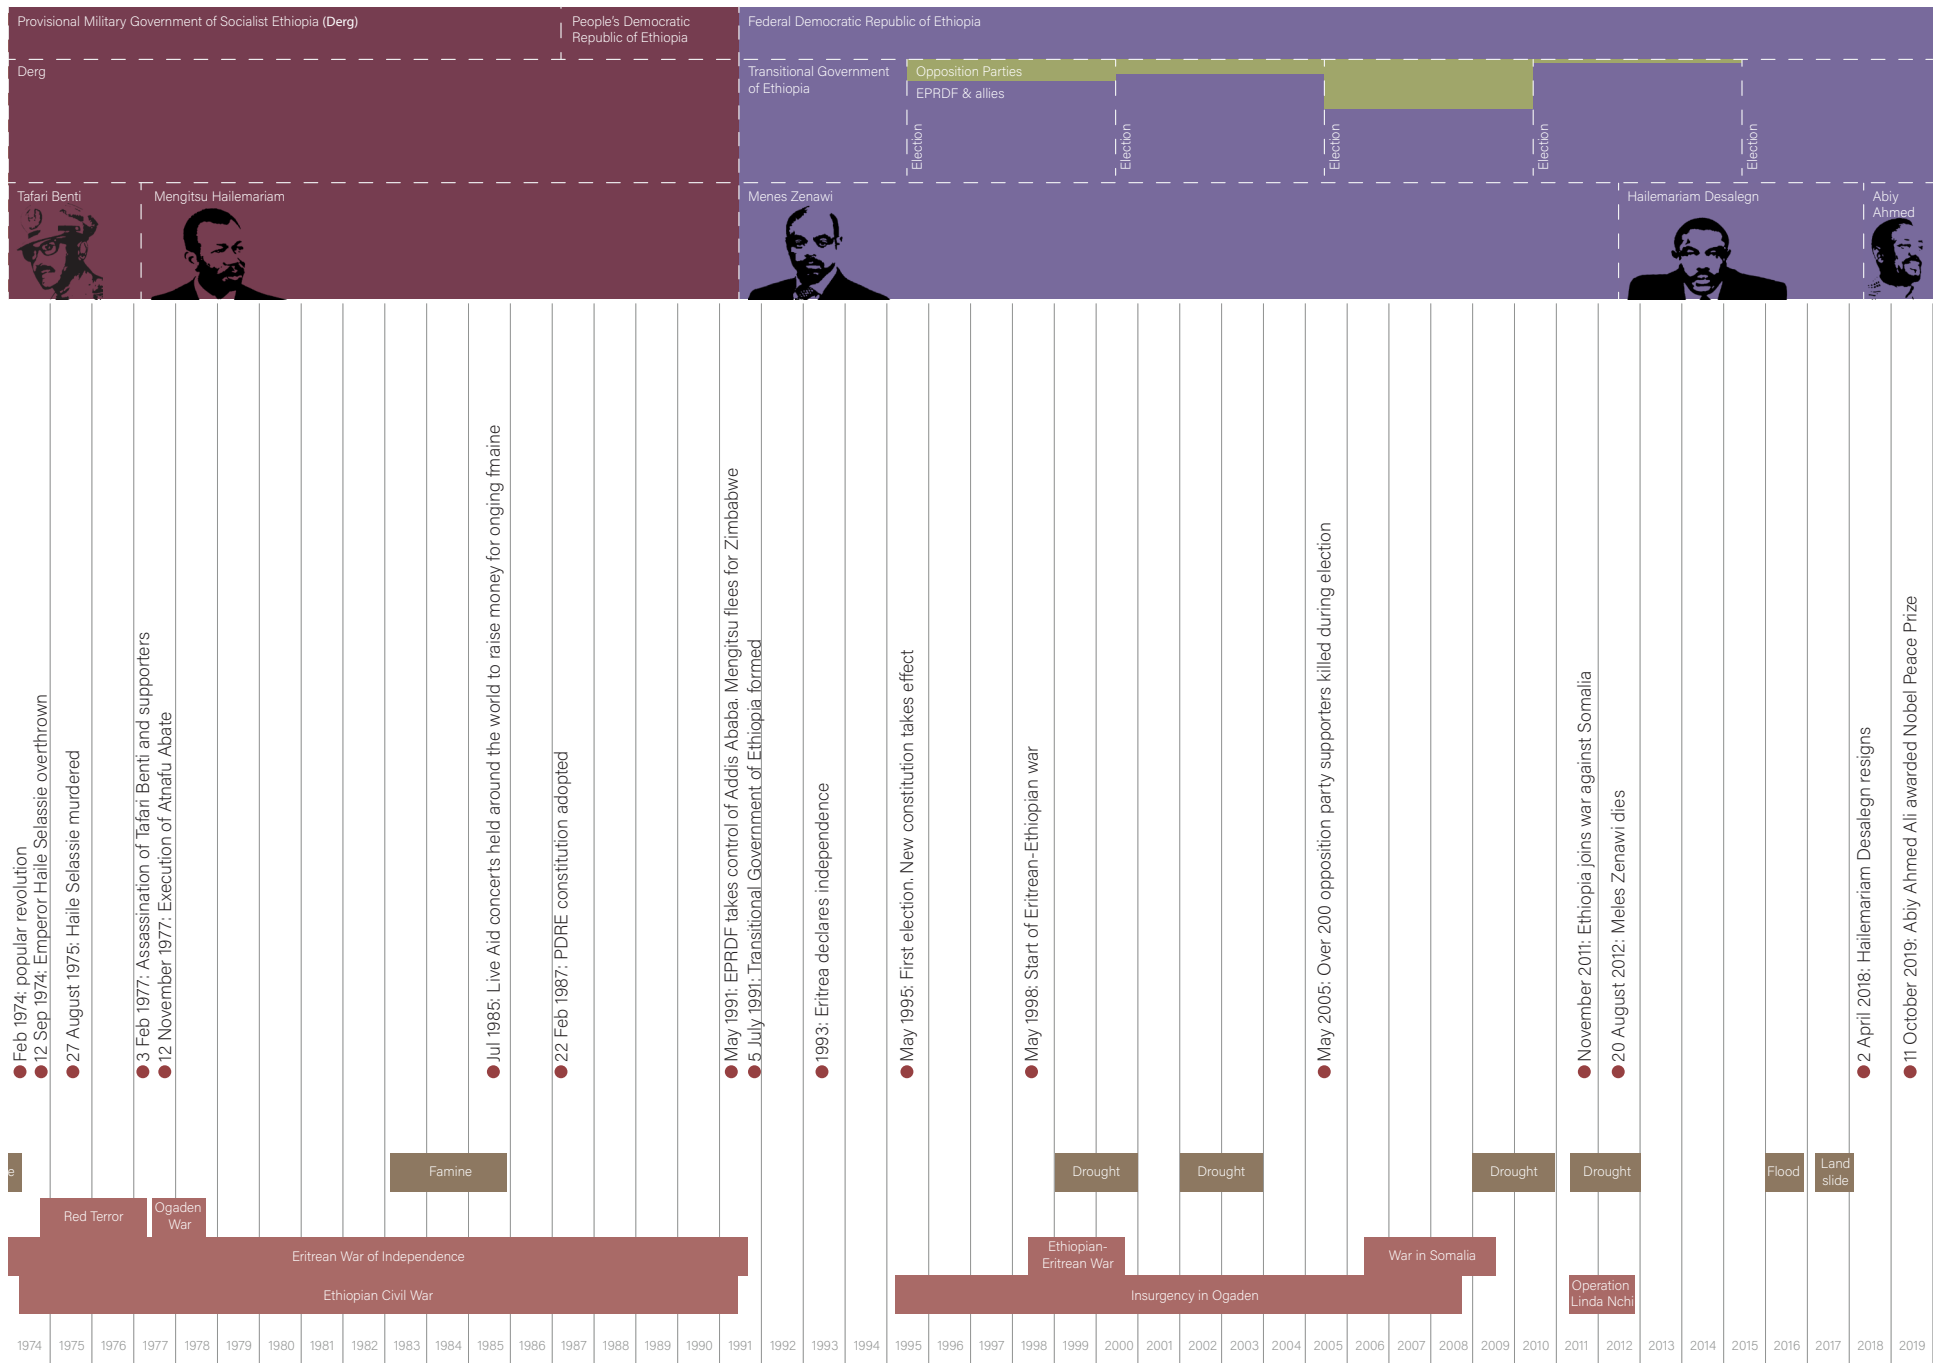 Provisional Military Government of Socialist Ethiopia (Derg)
People's Democratic
Republic of Ethiopia
Federal Democratic Republic of Ethiopia
Derg
Transitional Government
of Ethiopia
Opposition Parties
EPRDF & allies
Election
Election
Election
Election
Election
Tafari Benti
Mengitsu Hailemariam
Menes Zenawi
Hailemariam Desalegn
Abiy
Ahmed
Feb 1974: popular revolution
12 Sep 1974: Emperor Haile Selassie overthrown
27 August 1975: Haile Selassie murdered
3 Feb 1977: Assassination of Tafari Benti and supporters
12 November 1977: Execution of Atnafu Abate
Jul 1985: Live Aid concerts held around the world to raise money for onging fmaine
22 Feb 1987: PDRE constitution adopted
May 1991: EPRDF takes control of Addis Ababa. Mengitsu flees for Zimbabwe
5 July 1991: Transitional Government of Ethiopia formed
1993: Eritrea declares independence
May 1995: First election. New constitution takes effect
May 1998: Start of Eritrean-Ethiopian war
May 2005: Over 200 opposition party supporters killed during election
November 2011: Ethiopia joins war against Somalia
20 August 2012: Meles Zenawi dies
2 April 2018: Hailemariam Desalegn resigns
11 October 2019: Abiy Ahmed Ali awarded Nobel Peace Prize
e
Famine
Drought
Drought
Drought
Drought
Flood
Land
slide
Red Terror
Ogaden
War
Eritrean War of Independence
Ethiopian-
Eritrean War
War in Somalia
Ethiopian Civil War
Insurgency in Ogaden
Operation
Linda Nchi
1974 1975 1976 1977 1978 1979 1980 1981 1982 1983 1984 1985 1986 1987 1988 1989 1990 1991 1992 1993 1994 1995 1996 1997 1998 1999 2000 2001 2002 2003 2004 2005 2006 2007 2008 2009 2010 2011 2012 2013 2014 2015 2016 2017 2018 2019